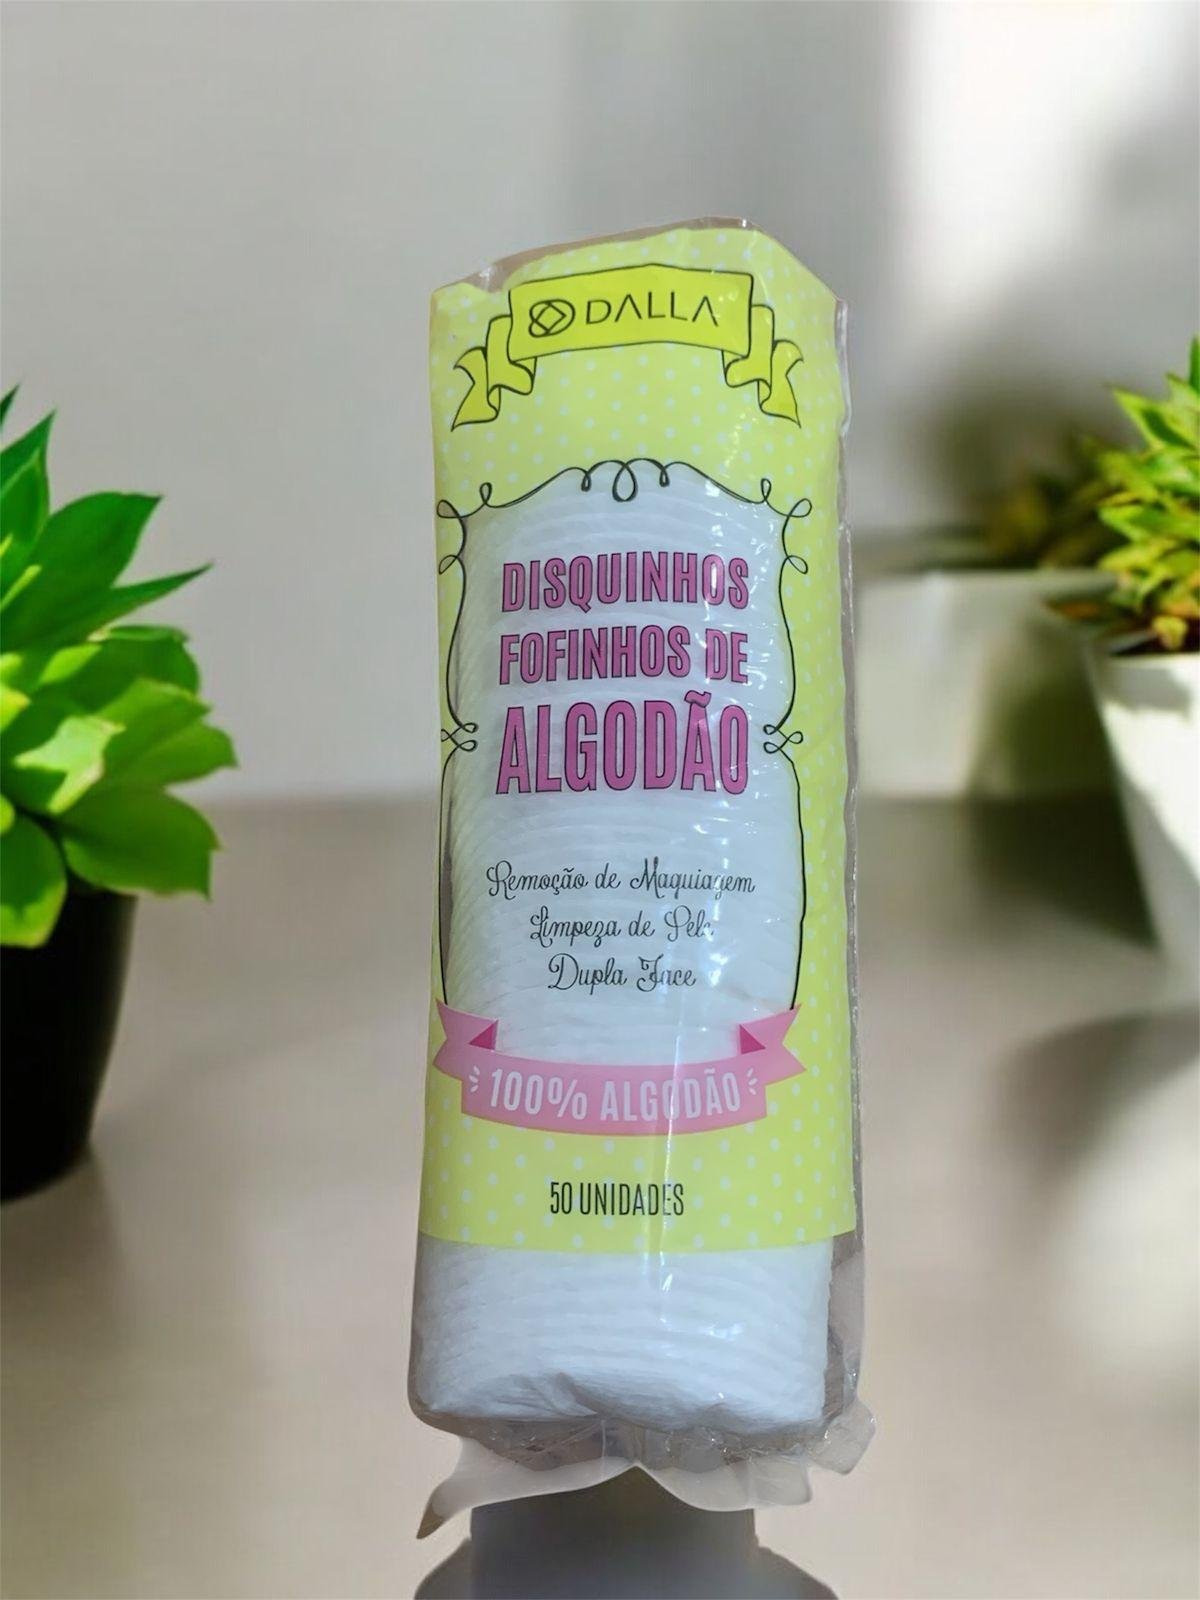 DALLA
DISQUINHOS
FOFINHOS DE
ALGODÃO
Remoção de Maquiagem
Limpeza de Pele
Dupla Face
100% ALGODÃO
50 UNIDADES